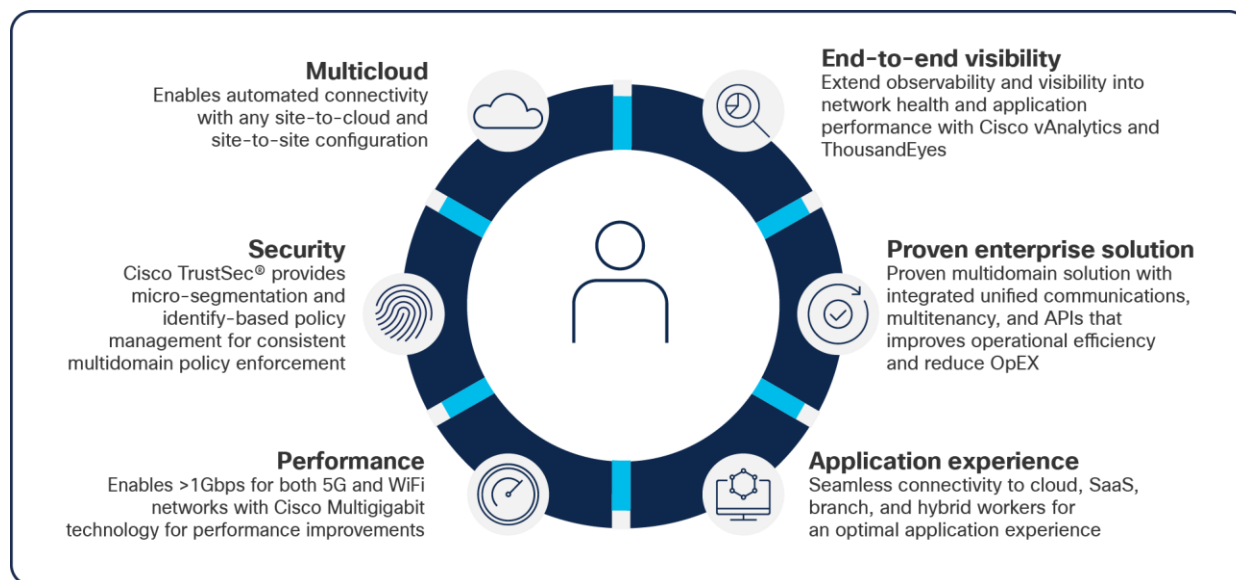 Multicloud
Enables automated connectivity
with any site-to-cloud and
site-to-site configuration
End-to-end visibility
Extend observability and visibility into
network health and application
performance with Cisco vAnalytics and
ThousandEyes
Security
Cisco TrustSec® provides
micro-segmentation and
identify-based policy
management for consistent
multidomain policy enforcement
Proven enterprise solution
Proven multidomain solution with
integrated unified communications,
multitenancy, and APIs that
improves operational efficiency
and reduce OpEX
Performance
Enables >1Gbps for both 5G and WiFi
networks with Cisco Multigigabit
technology for performance improvements
Application experience
Seamless connectivity to cloud, SaaS,
branch, and hybrid workers for
an optimal application experience